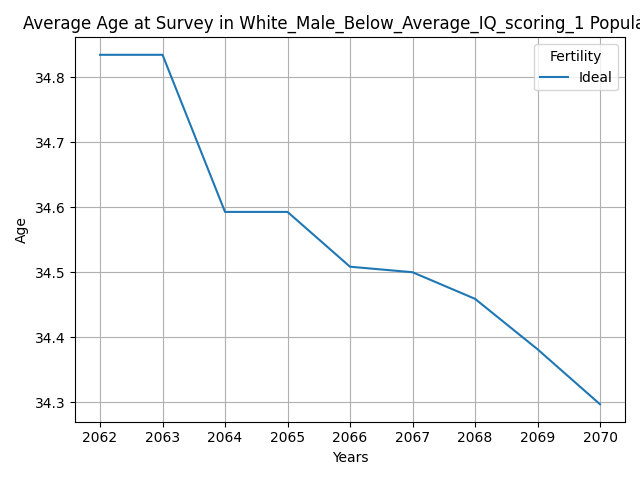 Average Age at Survey in White_Male_Below_Average_IQ_scoring_1 Popula
Fertility
Ideal
34.8
34.7
34.6
34.5
34.4
34.3
Age
2062 2063 2064 2065 2066 2067 2068 2069 2070
Years